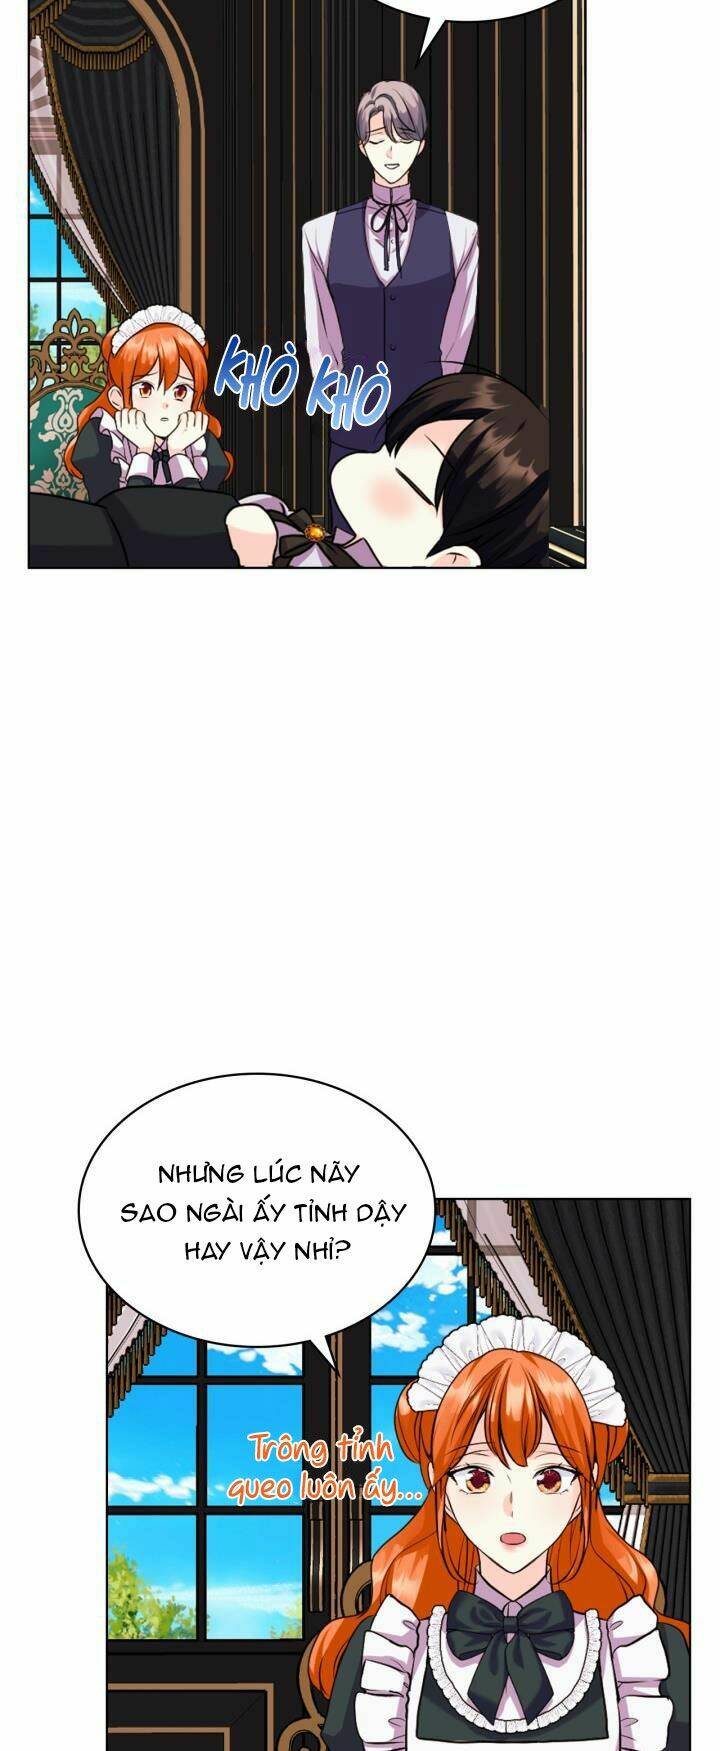 KHÒ KHÒ
NHƯNG LÚC NÃY
SAO NGÀI ẤY TỈNH DẬY
HAY VẬY NHỈ?
Trông tỉnh
queo luôn ấy...